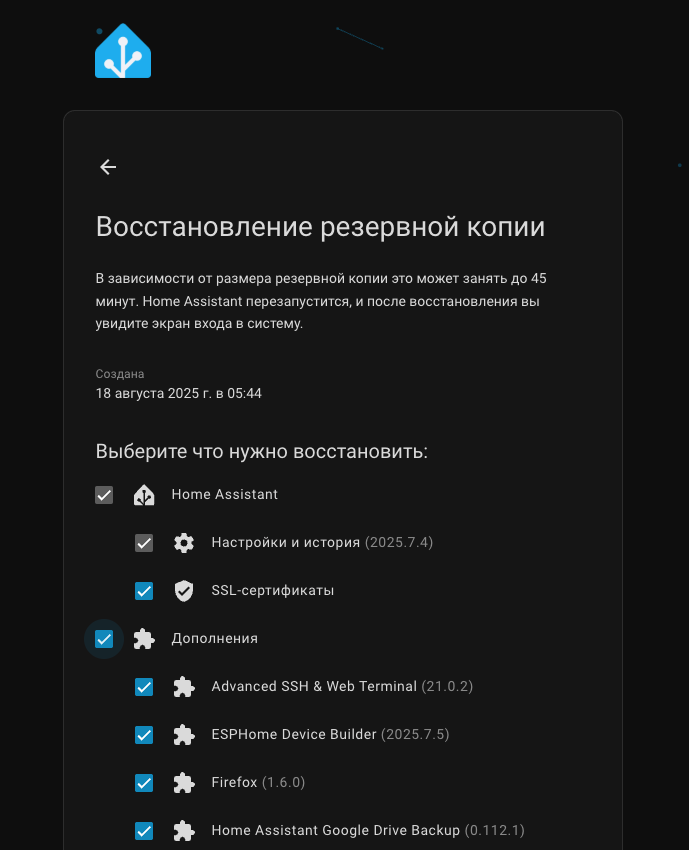 Восстановление резервной копии
В зависимости от размера резервной копии это может занять до 45
минут. Home Assistant перезапустится, и после восстановления вы
увидите экран входа в систему.
Создана
18 августа 2025 г. в 05:44
Выберите что нужно восстановить:
Home Assistant
Настройки и история (2025.7.4)
SSL-сертификаты
Дополнения
Advanced SSH & Web Terminal (21.0.2)
ESPHome Device Builder (2025.7.5)
Firefox (1.6.0)
Home Assistant Google Drive Backup (0.112.1)